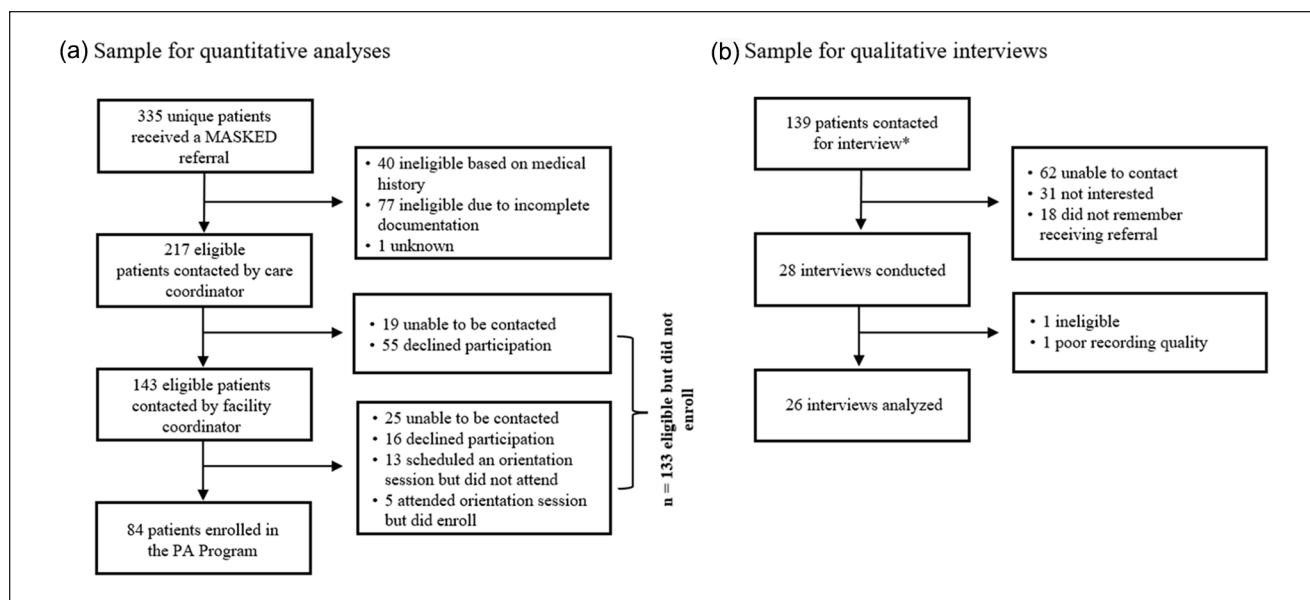 (a) Sample for quantitative analyses
335 unique patients
received a MASKED
referral
• 40 ineligible based on medical
history
• 77 ineligible due to incomplete
documentation
• 1 unknown
217 eligible
patients contacted by care
coordinator
• 19 unable to be contacted
• 55 declined participation
143 eligible patients
contacted by facility
coordinator
• 25 unable to be contacted
• 16 declined participation
• 13 scheduled an orientation
session but did not attend
• 5 attended orientation session
but did enroll
84 patients enrolled in
the PA Program
n = 133 eligible but did not
enroll
(b) Sample for qualitative interviews
139 patients contacted
for interview*
• 62 unable to contact
• 31 not interested
• 18 did not remember
receiving referral
28 interviews conducted
• 1 ineligible
• 1 poor recording quality
26 interviews analyzed